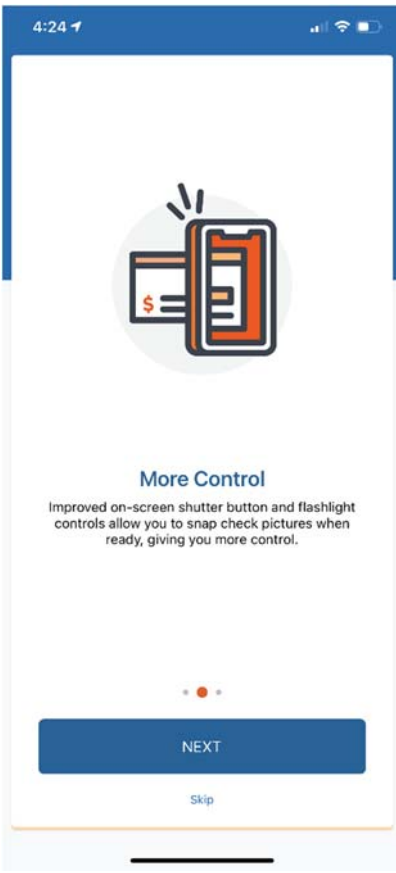 4:24
$
More Control
Improved on-screen shutter button and flashlight
controls allow you to snap check pictures when
ready, giving you more control.
NEXT
Skip